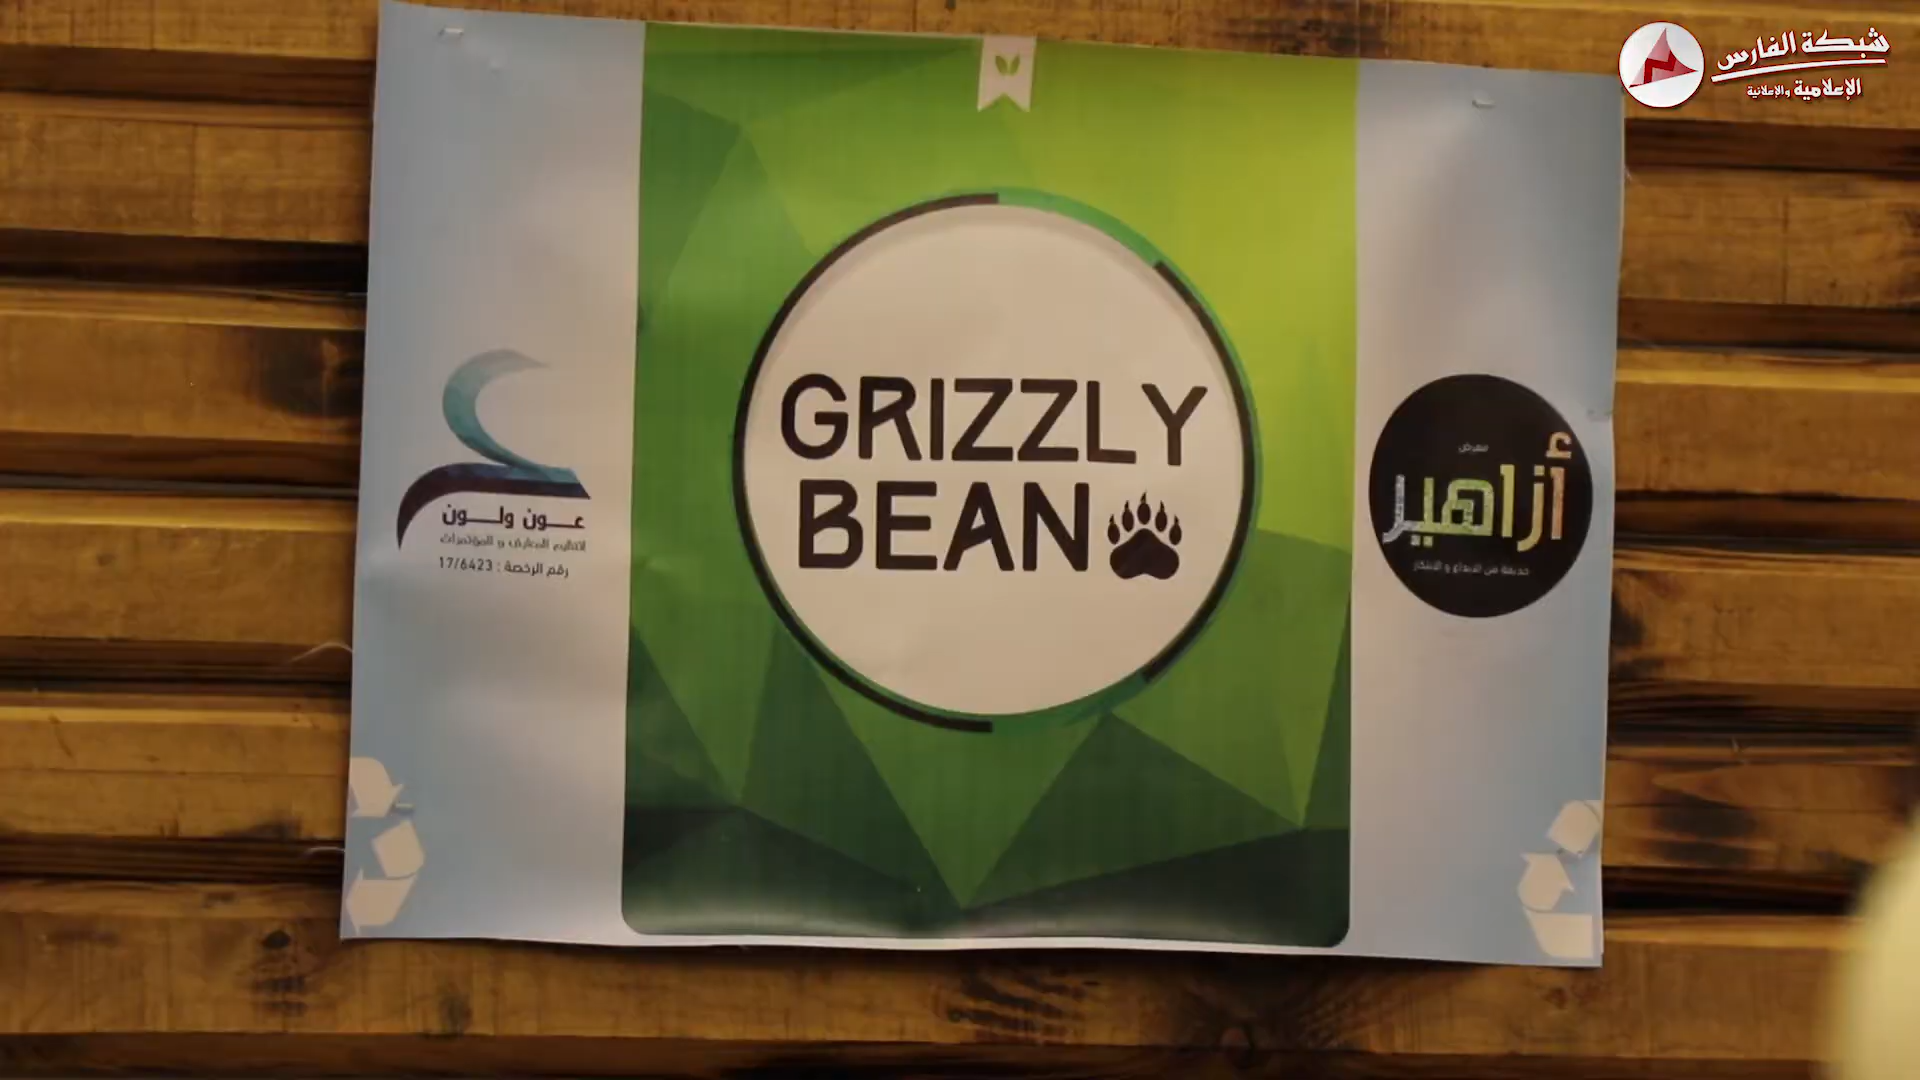 شبكة الفارس
الإعلامية والإعلانية
GRIZZLY
BEAN
عون ولون
لتنظيم المعارض و المؤتمرات
رقم الرخصة : 17/6423
معرض
أزاهير
حديقة من الابداع و الابتكار